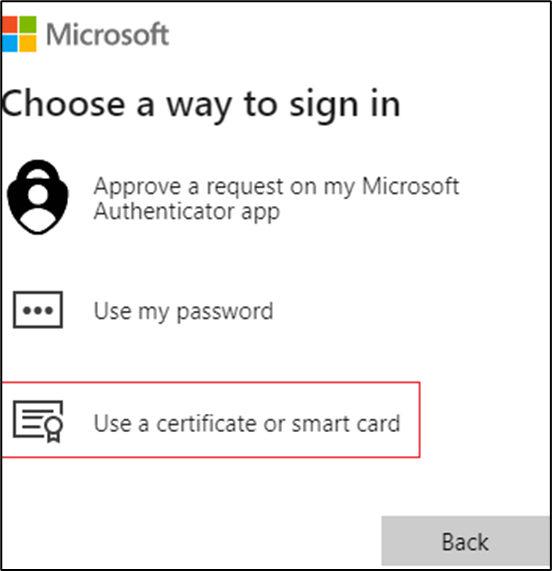 Microsoft
Choose a way to sign in
Approve a request on my Microsoft
Authenticator app
Use my password
Use a certificate or smart card
Back